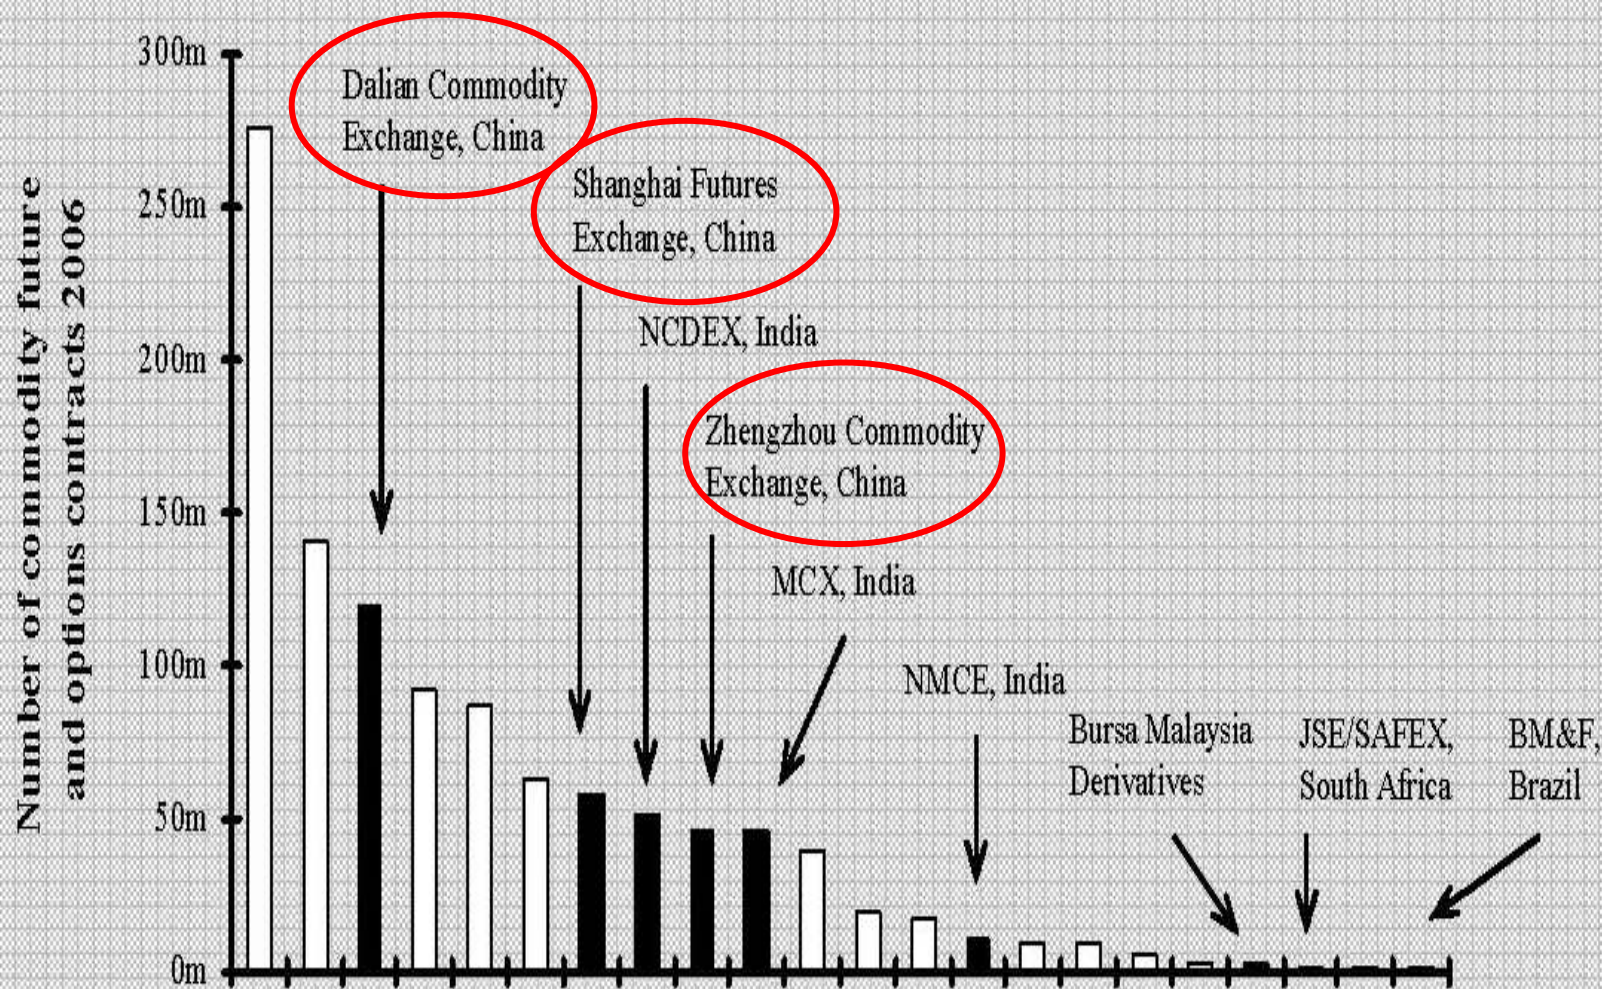 Number of commodity future
and options contracts 2006
300m
250m
200m
150m
100m
50m
0m
Dalian Commodity
Exchange, China
Shanghai Futures
Exchange, China
NCDEX, India
Zhengzhou Commodity
Exchange, China
MCX, India
NMCE, India
Bursa Malaysia
Derivatives
JSE/SAFEX,
South Africa
BM&F,
Brazil